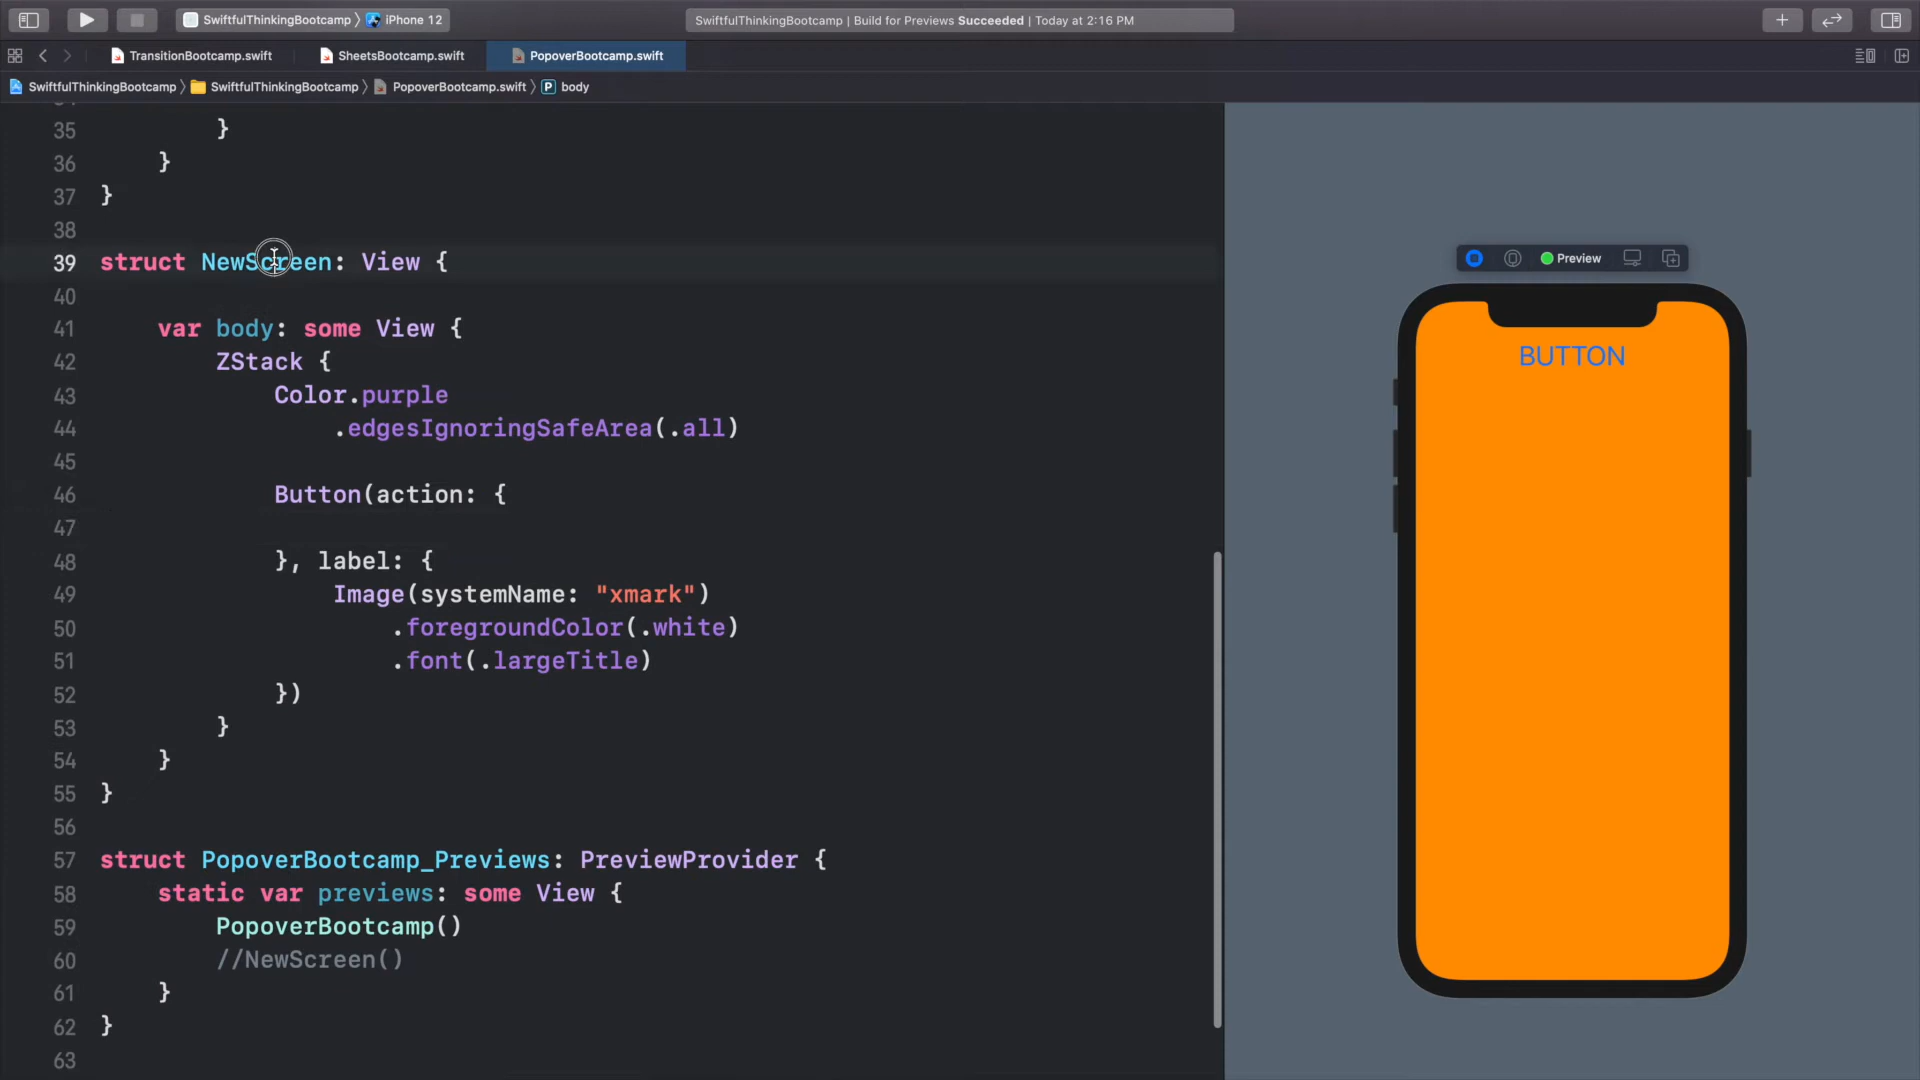 SwiftfulThinkingBootcamp 〉 iPhone 12
SwiftfulThinkingBootcamp | Build for Previews Succeeded | Today at 2:16 PM
TransitionBootcamp.swift SheetsBootcamp.swift PopoverBootcamp.swift
SwiftfulThinkingBootcamp 〉 SwiftfulThinkingBootcamp 〉 PopoverBootcamp.swift 〉 P body
35 }
36 }
37 }
38
39 struct NewScreen: View {
40
41 var body: some View {
42 ZStack {
43 Color.purple
44 .edgesIgnoringSafeArea(.all)
45
46 Button(action: {
47
48 }, label: {
49 Image(systemName: "xmark")
50 .foregroundColor(.white)
51 .font(.largeTitle)
52 })
53 }
54 }
55 }
56
57 struct PopoverBootcamp_Previews: PreviewProvider {
58 static var previews: some View {
59 PopoverBootcamp()
60 //NewScreen()
61 }
62 }
63
Preview
BUTTON